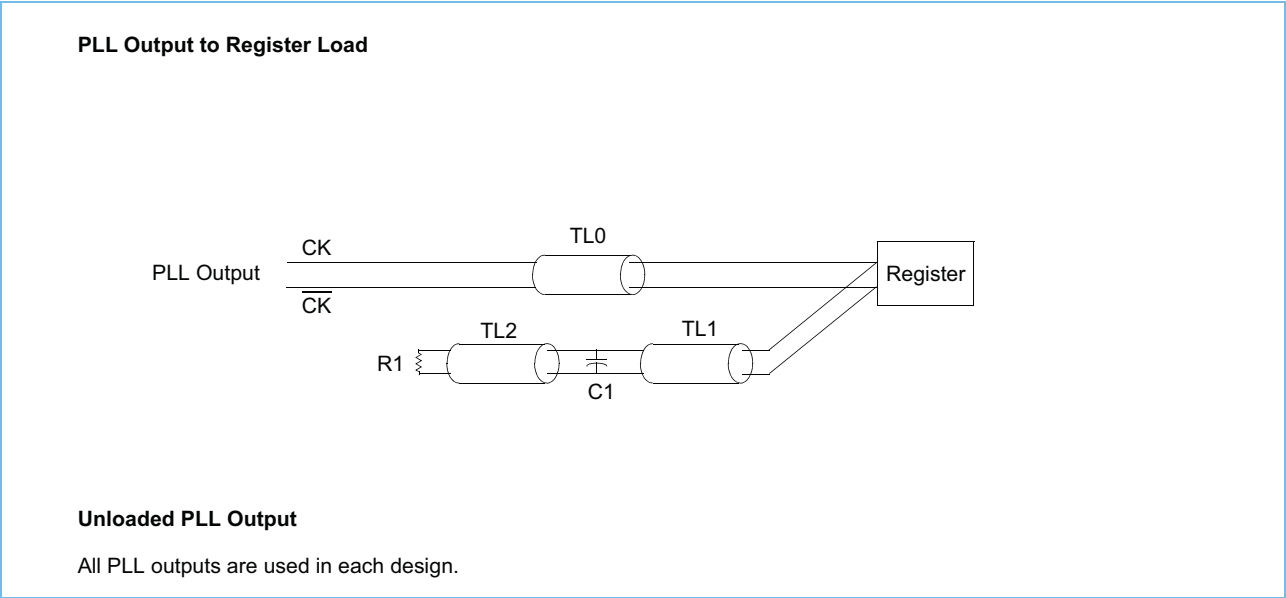 PLL Output to Register Load
TL0
CK
PLL Output
Register
C̅K̅
TL2
TL1
R1
C1
Unloaded PLL Output
All PLL outputs are used in each design.